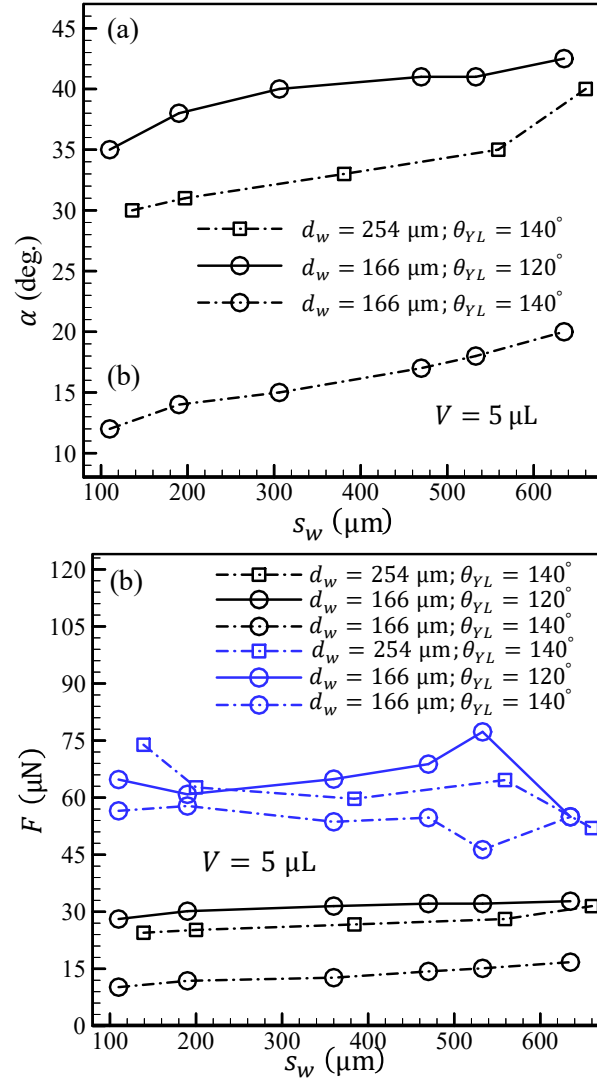 (a)
45
40
35
30
25
20
15
10
α (deg.)
d_w = 254 μm; θ_YL = 140°
d_w = 166 μm; θ_YL = 120°
d_w = 166 μm; θ_YL = 140°
(b)
V = 5 μL
100 200 300 400 500 600
s_w (μm)
(b)
120
105
90
75
60
45
30
15
0
F (μN)
d_w = 254 μm; θ_YL = 140°
d_w = 166 μm; θ_YL = 120°
d_w = 166 μm; θ_YL = 140°
d_w = 254 μm; θ_YL = 140°
d_w = 166 μm; θ_YL = 120°
d_w = 166 μm; θ_YL = 140°
V = 5 μL
100 200 300 400 500 600
s_w (μm)